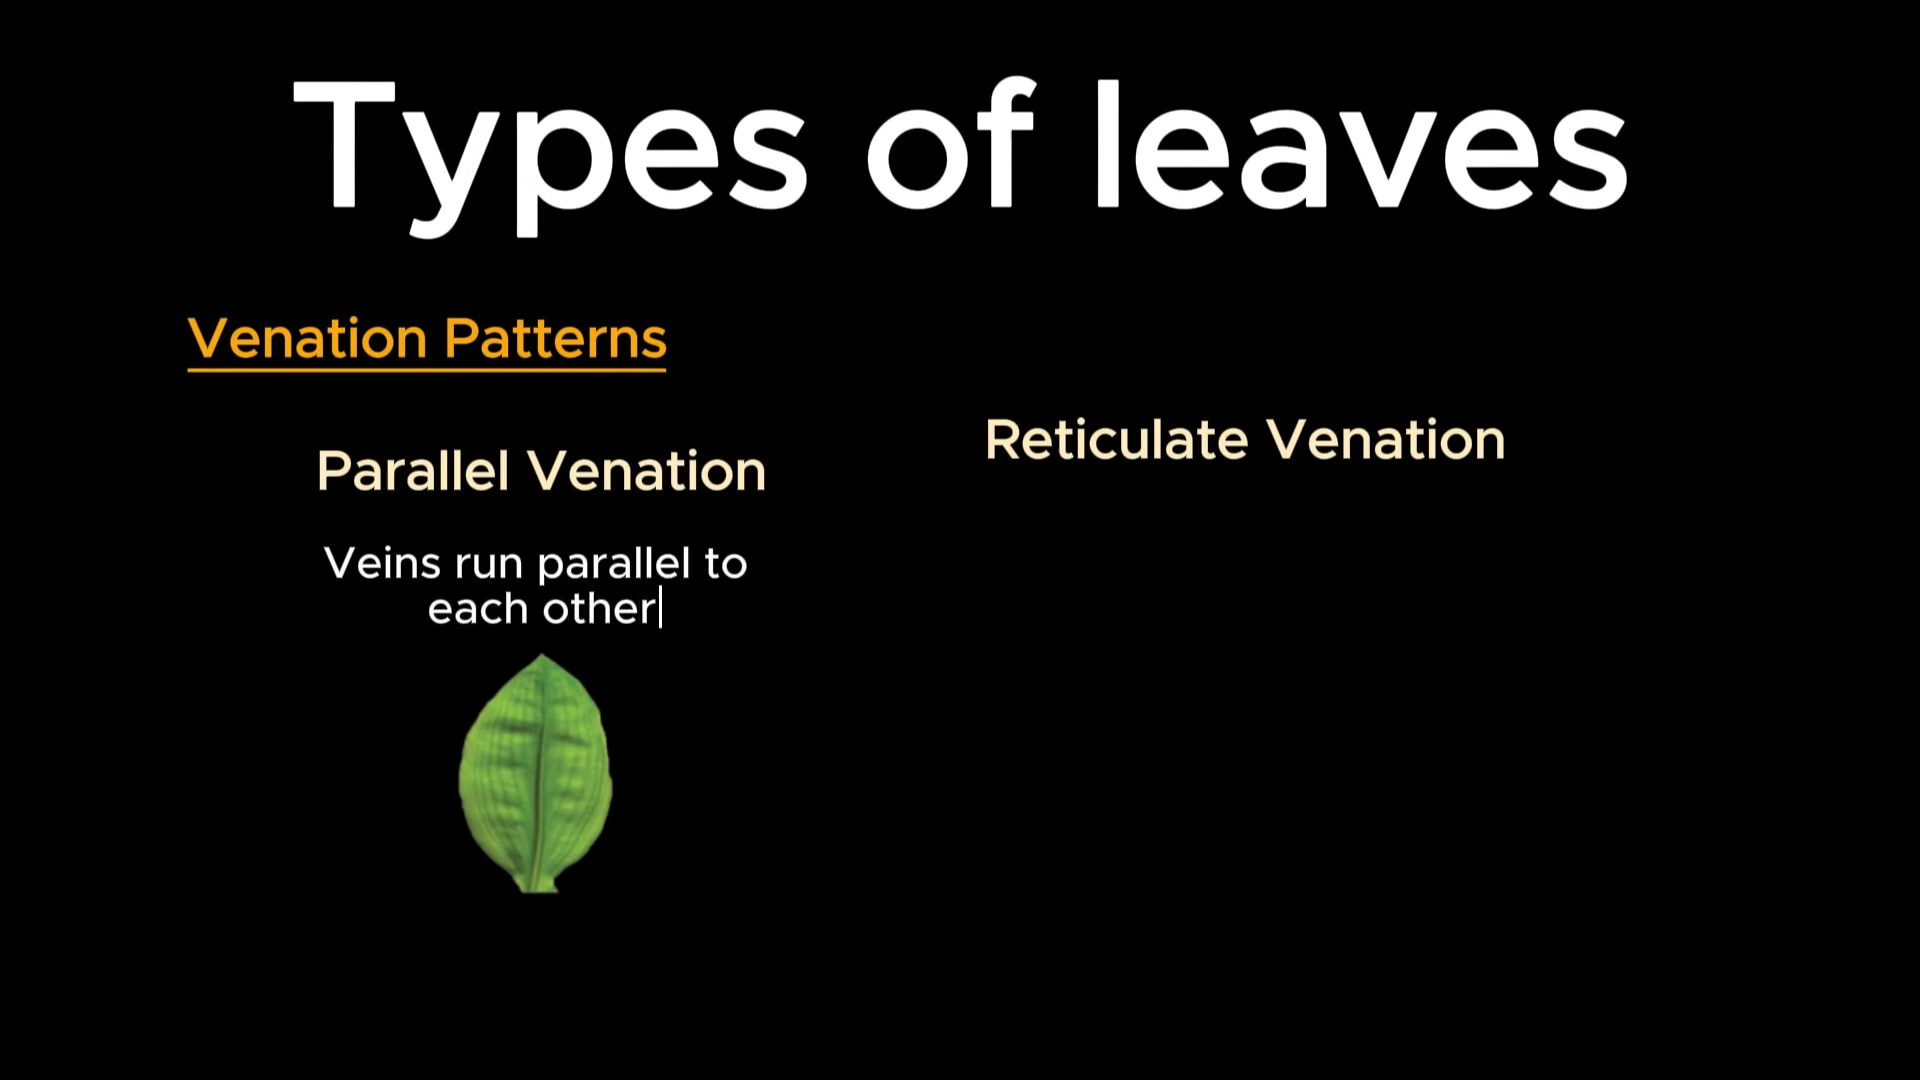 Types of leaves
Venation Patterns
Parallel Venation
Veins run parallel to
each other
Reticulate Venation